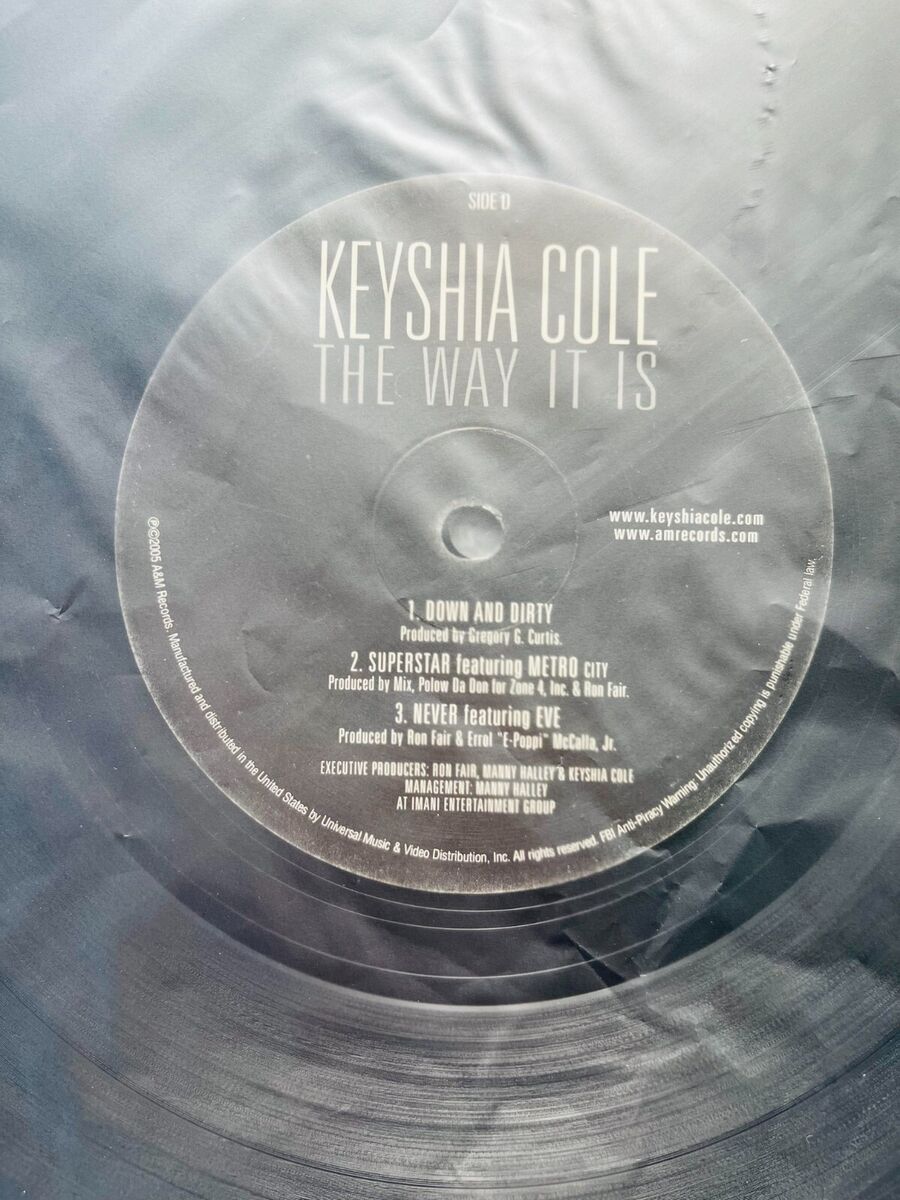 SIDE D
KEYSHIA COLE
THE WAY IT IS
www.keyshiacole.com
www.amrecords.com
1. DOWN AND DIRTY
Produced by Gregory G. Curtis.
2. SUPERSTAR featuring METRO CITY
Produced by Mix, Polow Da Don for Zone 4, Inc. & Ron Fair.
3. NEVER featuring EVE
Produced by Ron Fair & Errol "E-Poppi" McCalla, Jr.
EXECUTIVE PRODUCERS: RON FAIR, MANNY HALLEY & KEYSHIA COLE
MANAGEMENT: MANNY HALLEY
AT IMANI ENTERTAINMENT GROUP
℗©2005 A&M Records. Manufactured and distributed in the United States by Universal Music & Video Distribution, Inc. All rights reserved. FBI Anti-Piracy Warning: Unauthorized copying is punishable under Federal law.